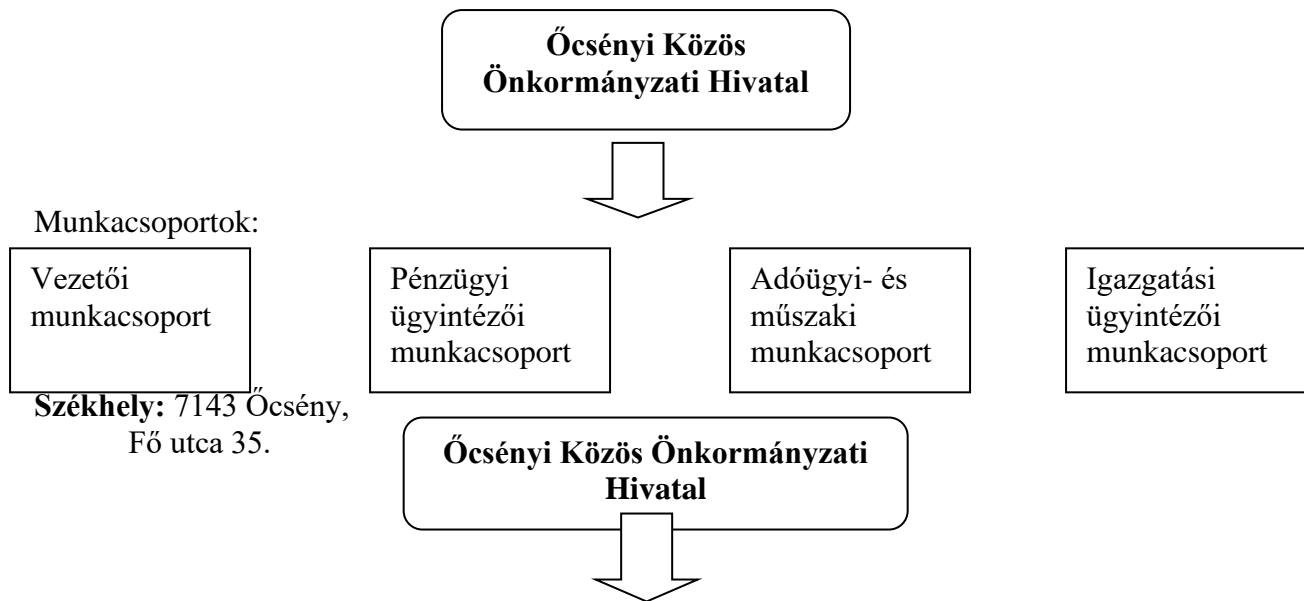 Őcsényi Közös
Önkormányzati Hivatal
Munkacsoportok:
Vezetői
munkacsoport
Pénzügyi
ügyintézői
munkacsoport
Adóügyi- és
műszaki
munkacsoport
Igazgatási
ügyintézői
munkacsoport
Székhely: 7143 Őcsény,
Fő utca 35.
Őcsényi Közös Önkormányzati
Hivatal